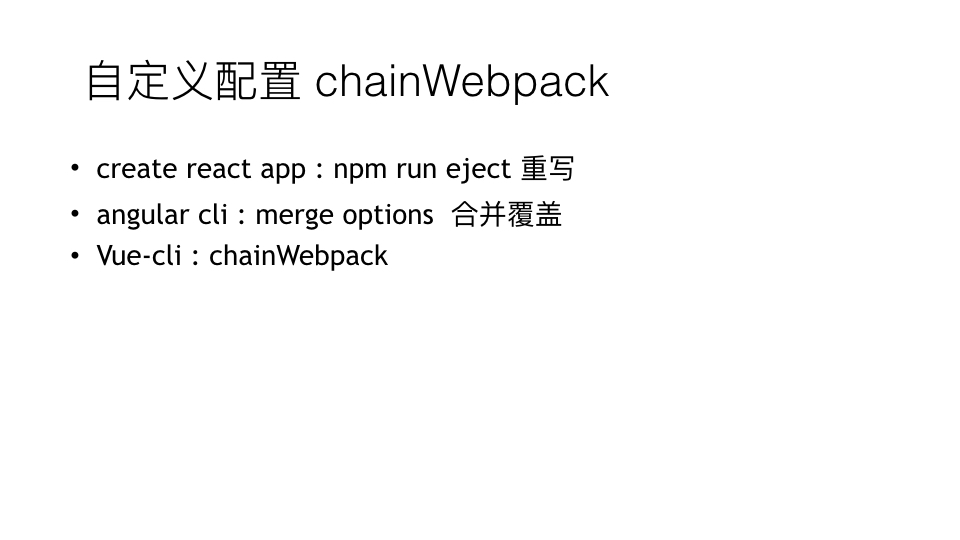 自定义配置 chainWebpack
• create react app : npm run eject 重写
• angular cli : merge options  合并覆盖
• Vue-cli : chainWebpack